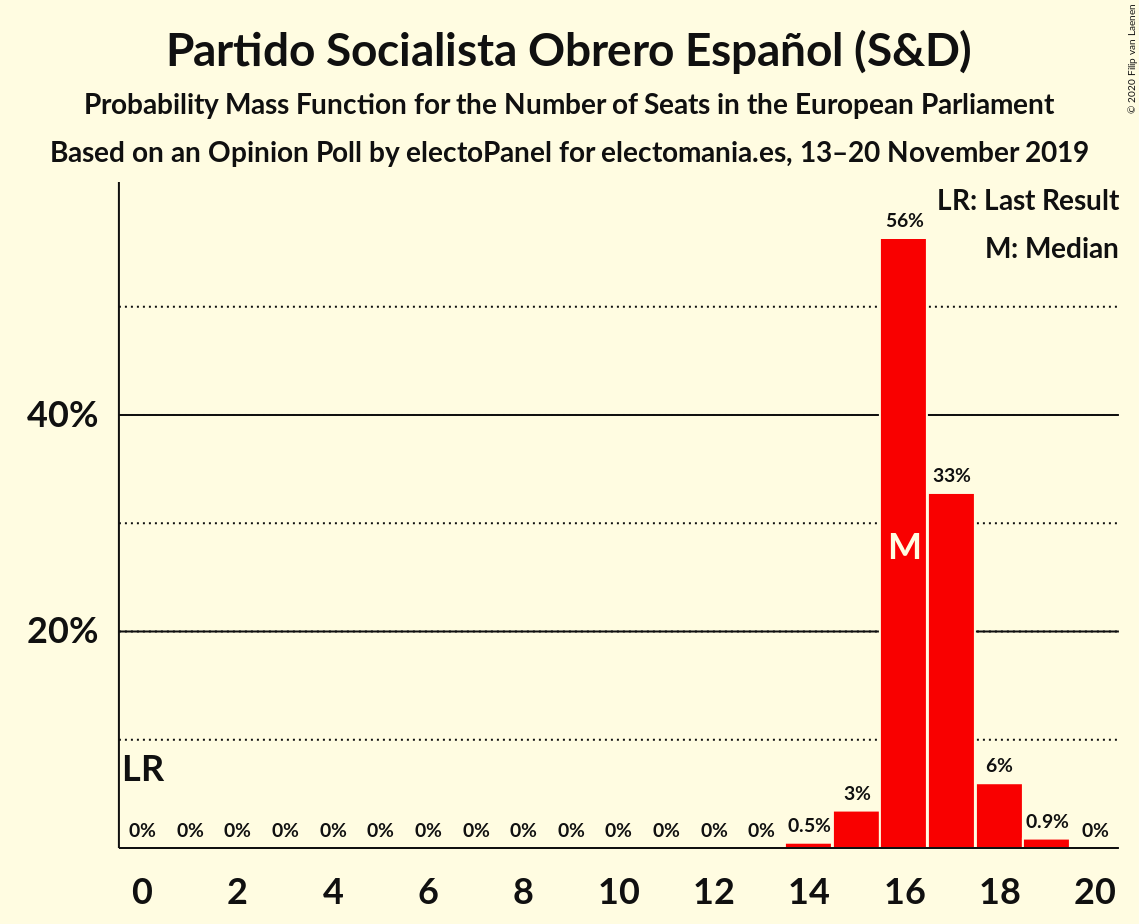 Partido Socialista Obrero Español (S&D)
Probability Mass Function for the Number of Seats in the European Parliament
Based on an Opinion Poll by electoPanel for electomania.es, 13–20 November 2019
© 2020 Filip van Laenen
LR: Last Result
M: Median
56%
40%
33%
M
20%
LR
6%
3%
0% 0% 0% 0% 0% 0% 0% 0% 0% 0% 0% 0% 0% 0% 0.5% 0.9% 0%
0 2 4 6 8 10 12 14 16 18 20